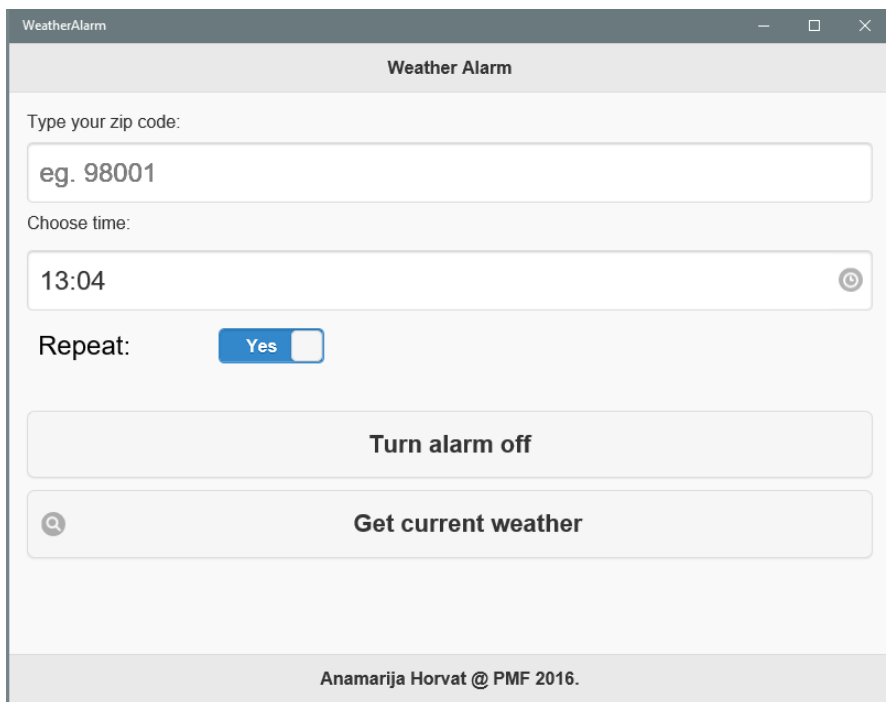 WeatherAlarm
Weather Alarm
Type your zip code:
eg. 98001
Choose time:
13:04
Repeat:
Yes
Turn alarm off
Get current weather
Anamarija Horvat @ PMF 2016.